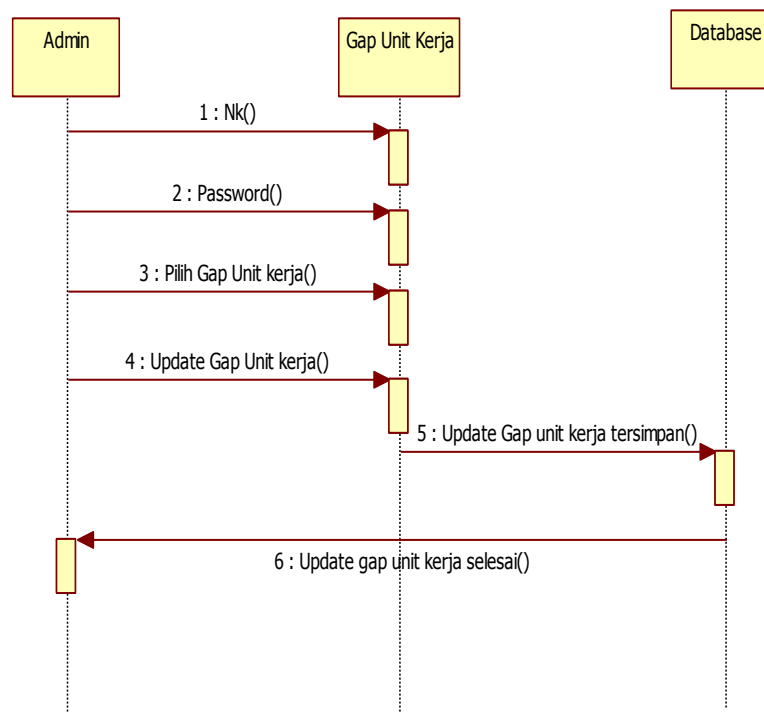 Admin
Gap Unit Kerja
Database
1 : Nk()
2 : Password()
3 : Pilih Gap Unit kerja()
4 : Update Gap Unit kerja()
5 : Update Gap unit kerja tersimpan()
6 : Update gap unit kerja selesai()